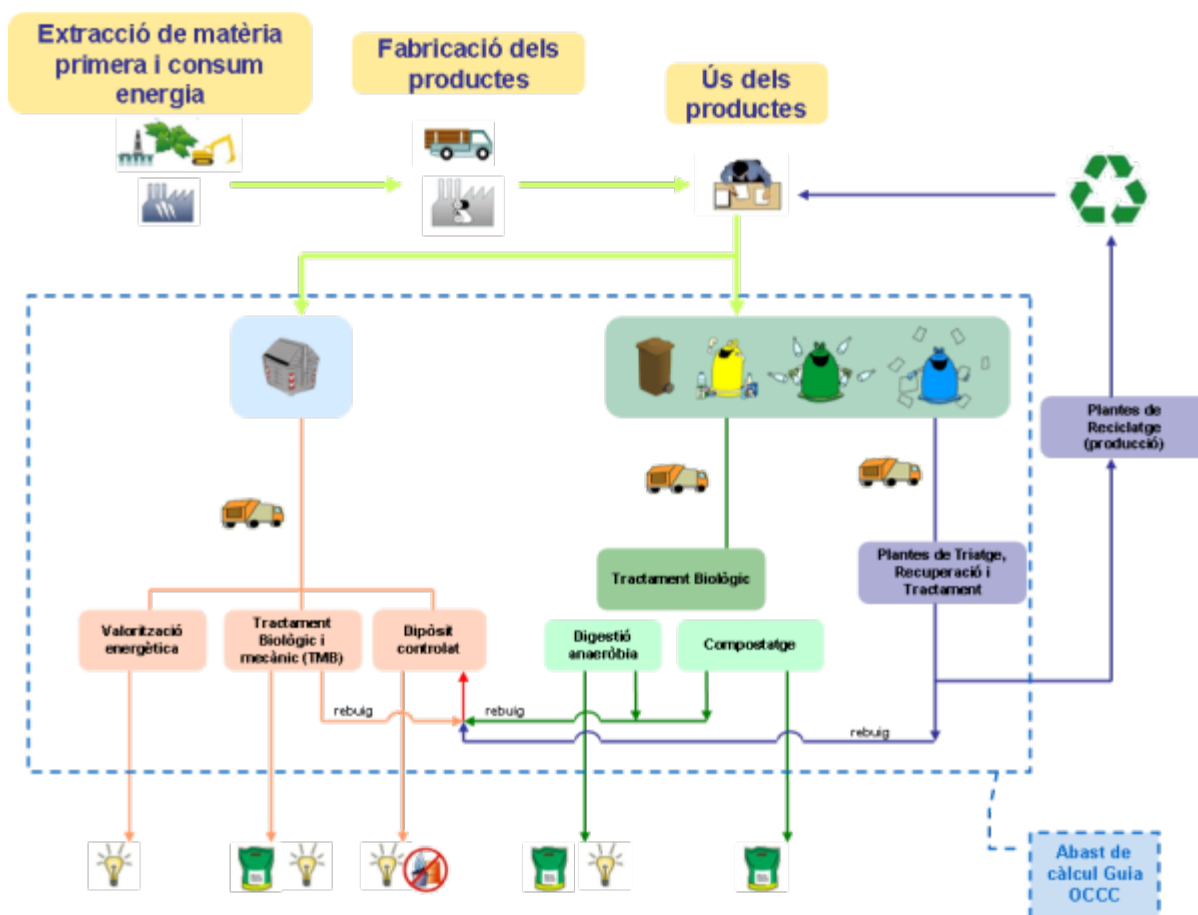 Extracció de matèria
primera i consum
energia
Fabricació dels
productes
Ús dels
productes
Plantes de
Reciclatge
(producció)
Tractament Biològic
Plantes de Triatge,
Recuperació i
Tractament
Valorització
energètica
Tractament
Biològic i
mecànic (TMB)
Dipòsit
controlat
Digestió
anaeròbia
Compostatge
rebuig
rebuig
rebuig
Abast de
càlcul Guia
OCCC